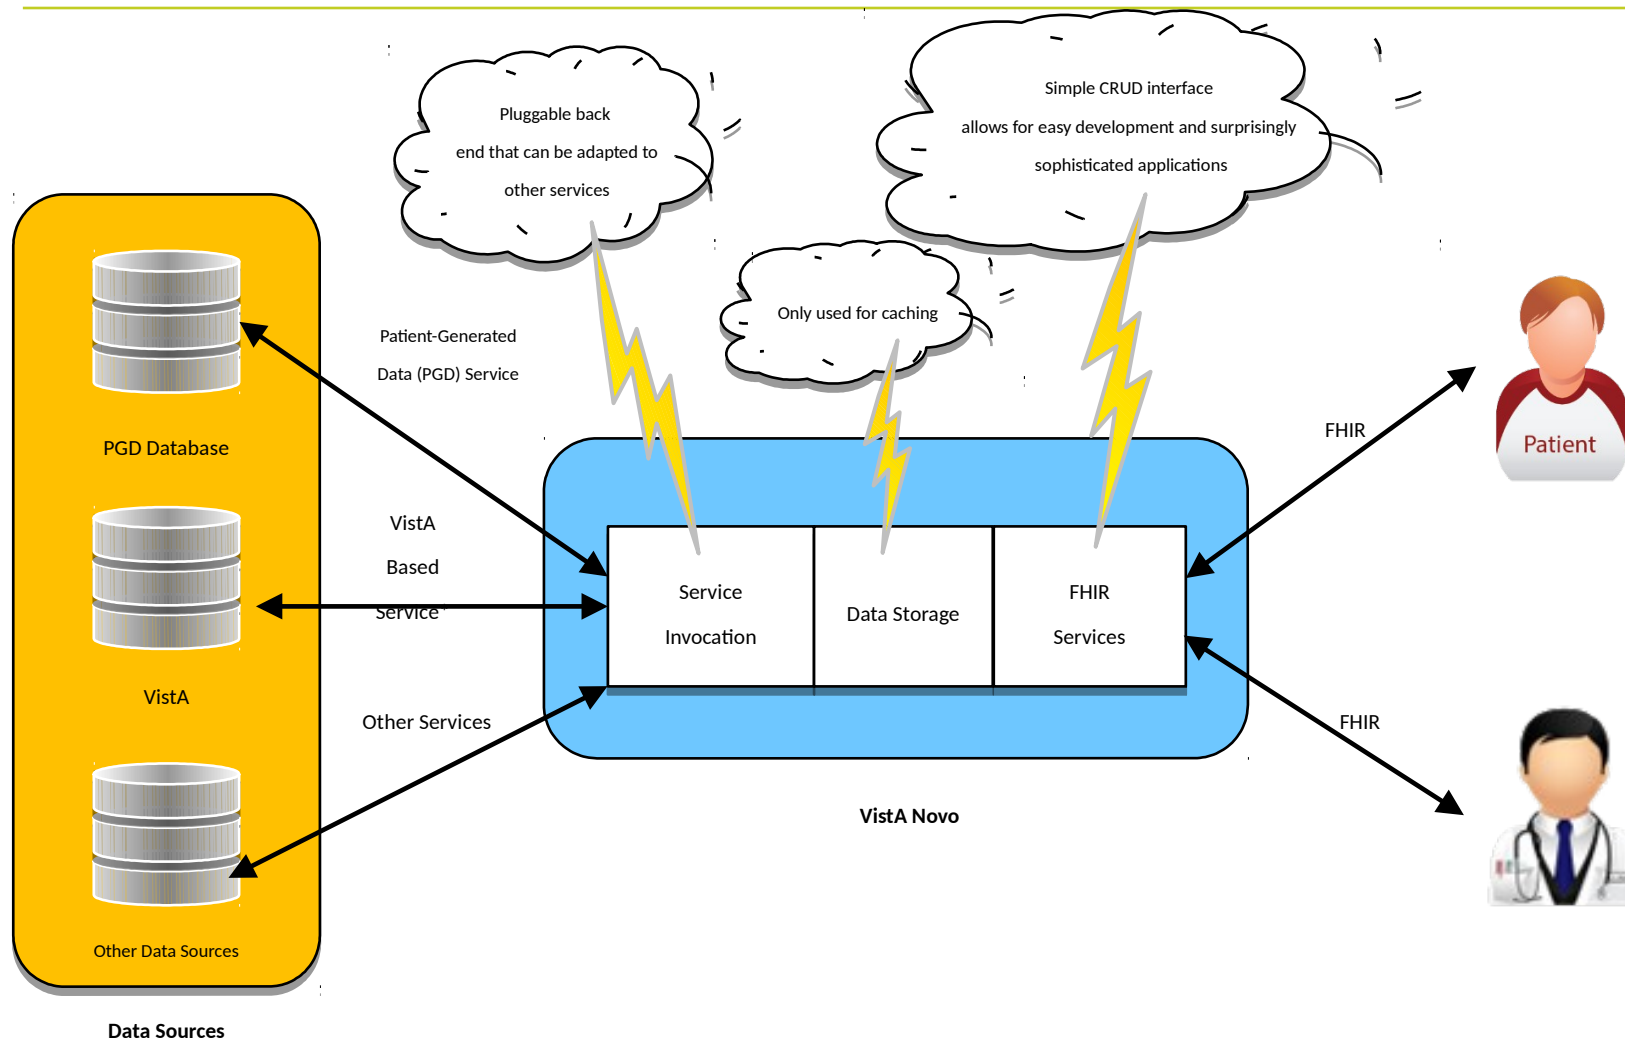 Simple CRUD interface
allows for easy development and surprisingly
sophisticated applications
Pluggable back
end that can be adapted to
other services
Only used for caching
Patient-Generated
Data (PGD) Service
PGD Database
VistA
Based
Service
VistA
Other Services
Other Data Sources
Data Sources
Service
Invocation
Data Storage
FHIR
Services
VistA Novo
FHIR
Patient
FHIR